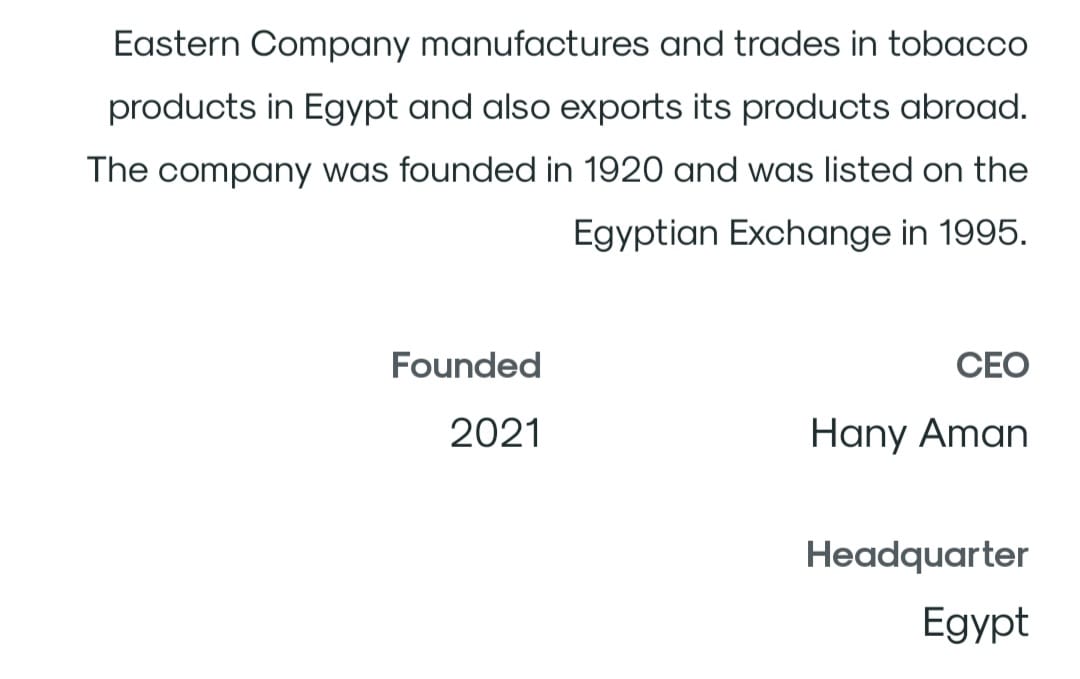 Eastern Company manufactures and trades in tobacco
products in Egypt and also exports its products abroad.
The company was founded in 1920 and was listed on the
Egyptian Exchange in 1995.
Founded
CEO
2021
Hany Aman
Headquarter
Egypt